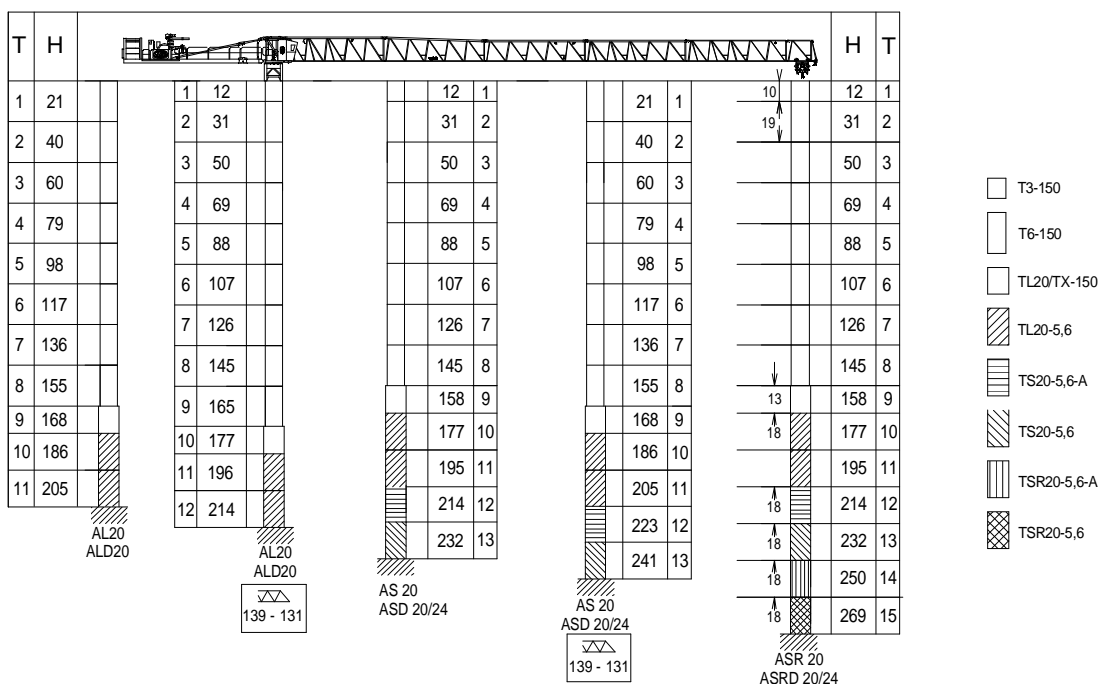 T H
H T
1 21
2 40
3 60
4 79
5 98
6 117
7 136
8 155
9 168
10 186
11 205
AL20
ALD20
1 12
2 31
3 50
4 69
5 88
6 107
7 126
8 145
9 165
10 177
11 196
12 214
AL20
ALD20
139 - 131
12 1
31 2
50 3
69 4
88 5
107 6
126 7
145 8
158 9
177 10
195 11
214 12
232 13
AS 20
ASD 20/24
21 1
40 2
60 3
79 4
98 5
117 6
136 7
155 8
168 9
186 10
205 11
223 12
241 13
AS 20
ASD 20/24
139 - 131
10 12 1
19 31 2
50 3
69 4
88 5
107 6
126 7
145 8
13 158 9
18 177 10
195 11
18 214 12
18 232 13
18 250 14
18 269 15
ASR 20
ASRD 20/24
T3-150
T6-150
TL20/TX-150
TL20-5,6
TS20-5,6-A
TS20-5,6
TSR20-5,6-A
TSR20-5,6